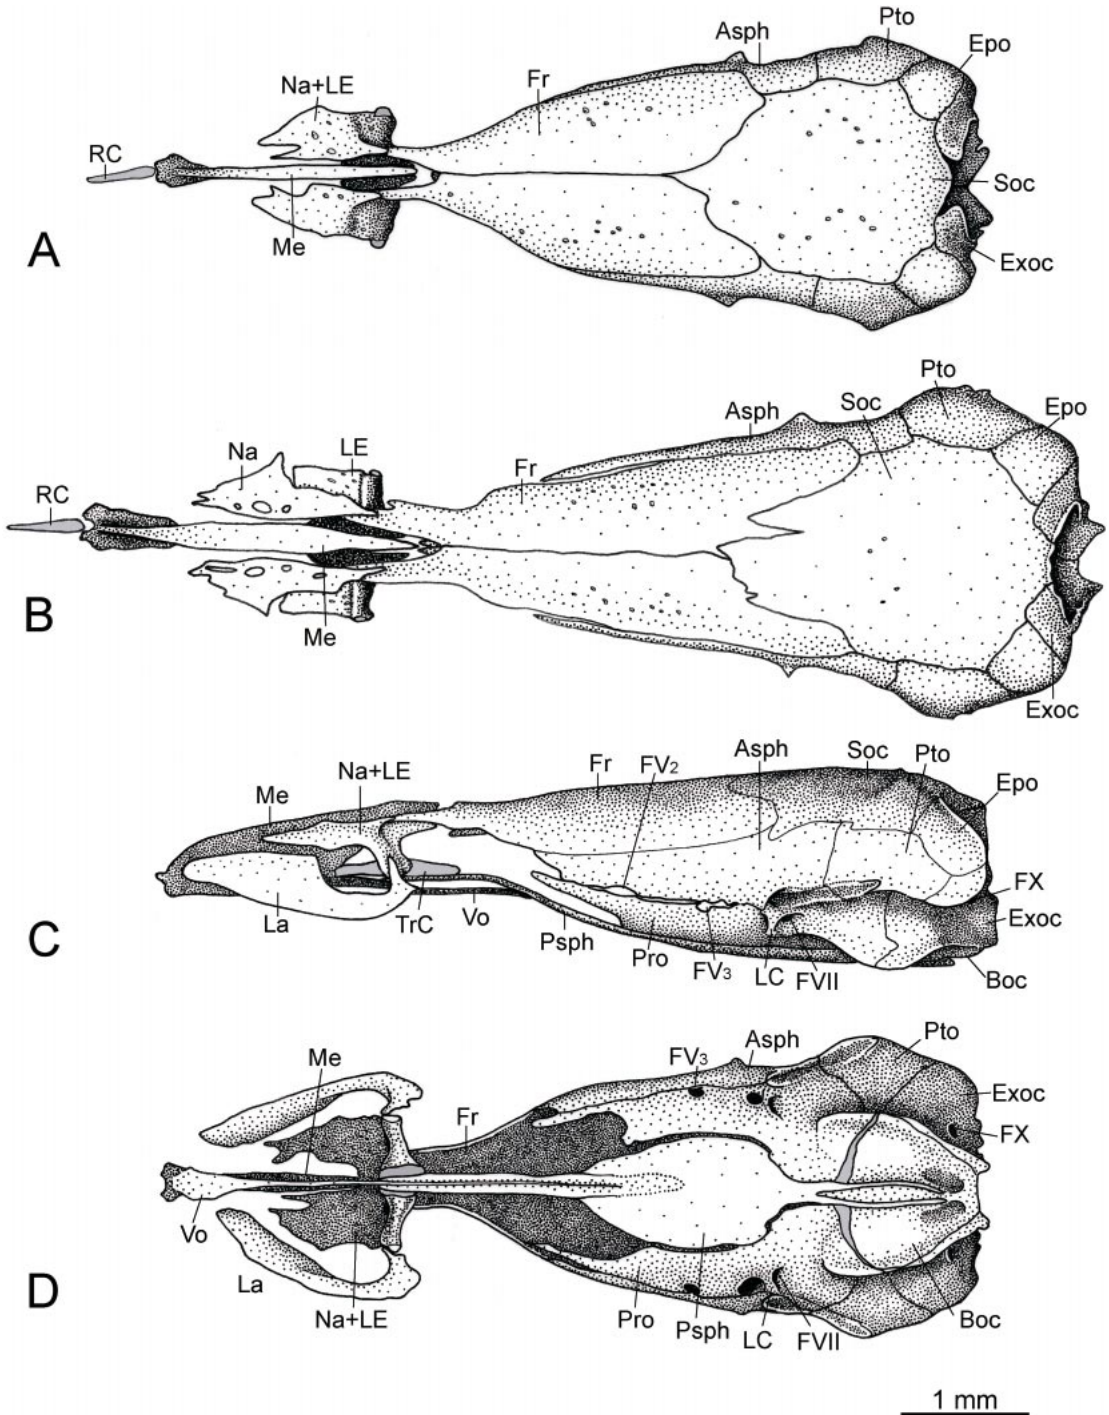 Pto
Asph
Epo
Fr
Na+LE
RC
Soc
Me
A
Exoc
Pto
Soc
Epo
Asph
Na
LE
Fr
RC
B
Me
Exoc
Asph
Soc
Pto
Fr
FV2
Na+LE
Me
Epo
FX
Exoc
La
TrC
Vo
C
Psph
Pro
FV3
LC
FVII
Boc
Pto
Asph
FV3
Me
Exoc
Fr
FX
Vo
La
D
Na+LE
Pro
Psph
LC
FVII
Boc
1 mm